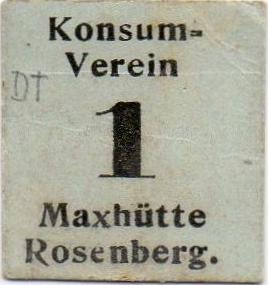 Konsum-
Verein
DT
1
Maxhütte
Rosenberg.